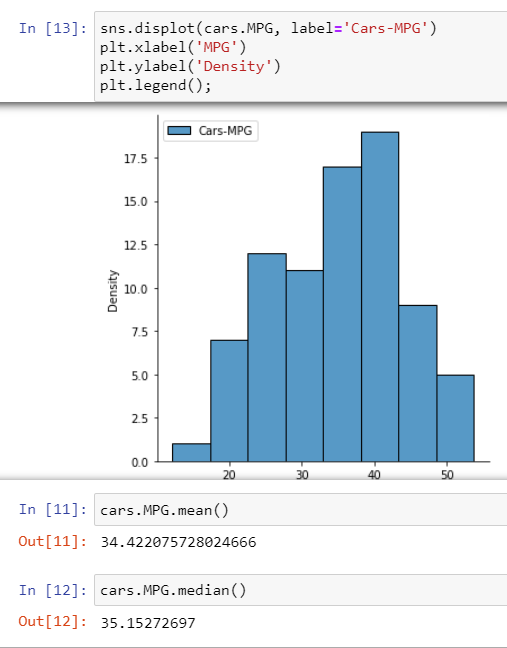 In [13]: sns.displot(cars.MPG, label='Cars-MPG')
plt.xlabel('MPG')
plt.ylabel('Density')
plt.legend();
Cars-MPG
17.5
15.0
12.5
10.0
7.5
5.0
2.5
0.0
Density
20 30 40 50
In [11]: cars.MPG.mean()
Out[11]: 34.422075728024666
In [12]: cars.MPG.median()
Out[12]: 35.15272697